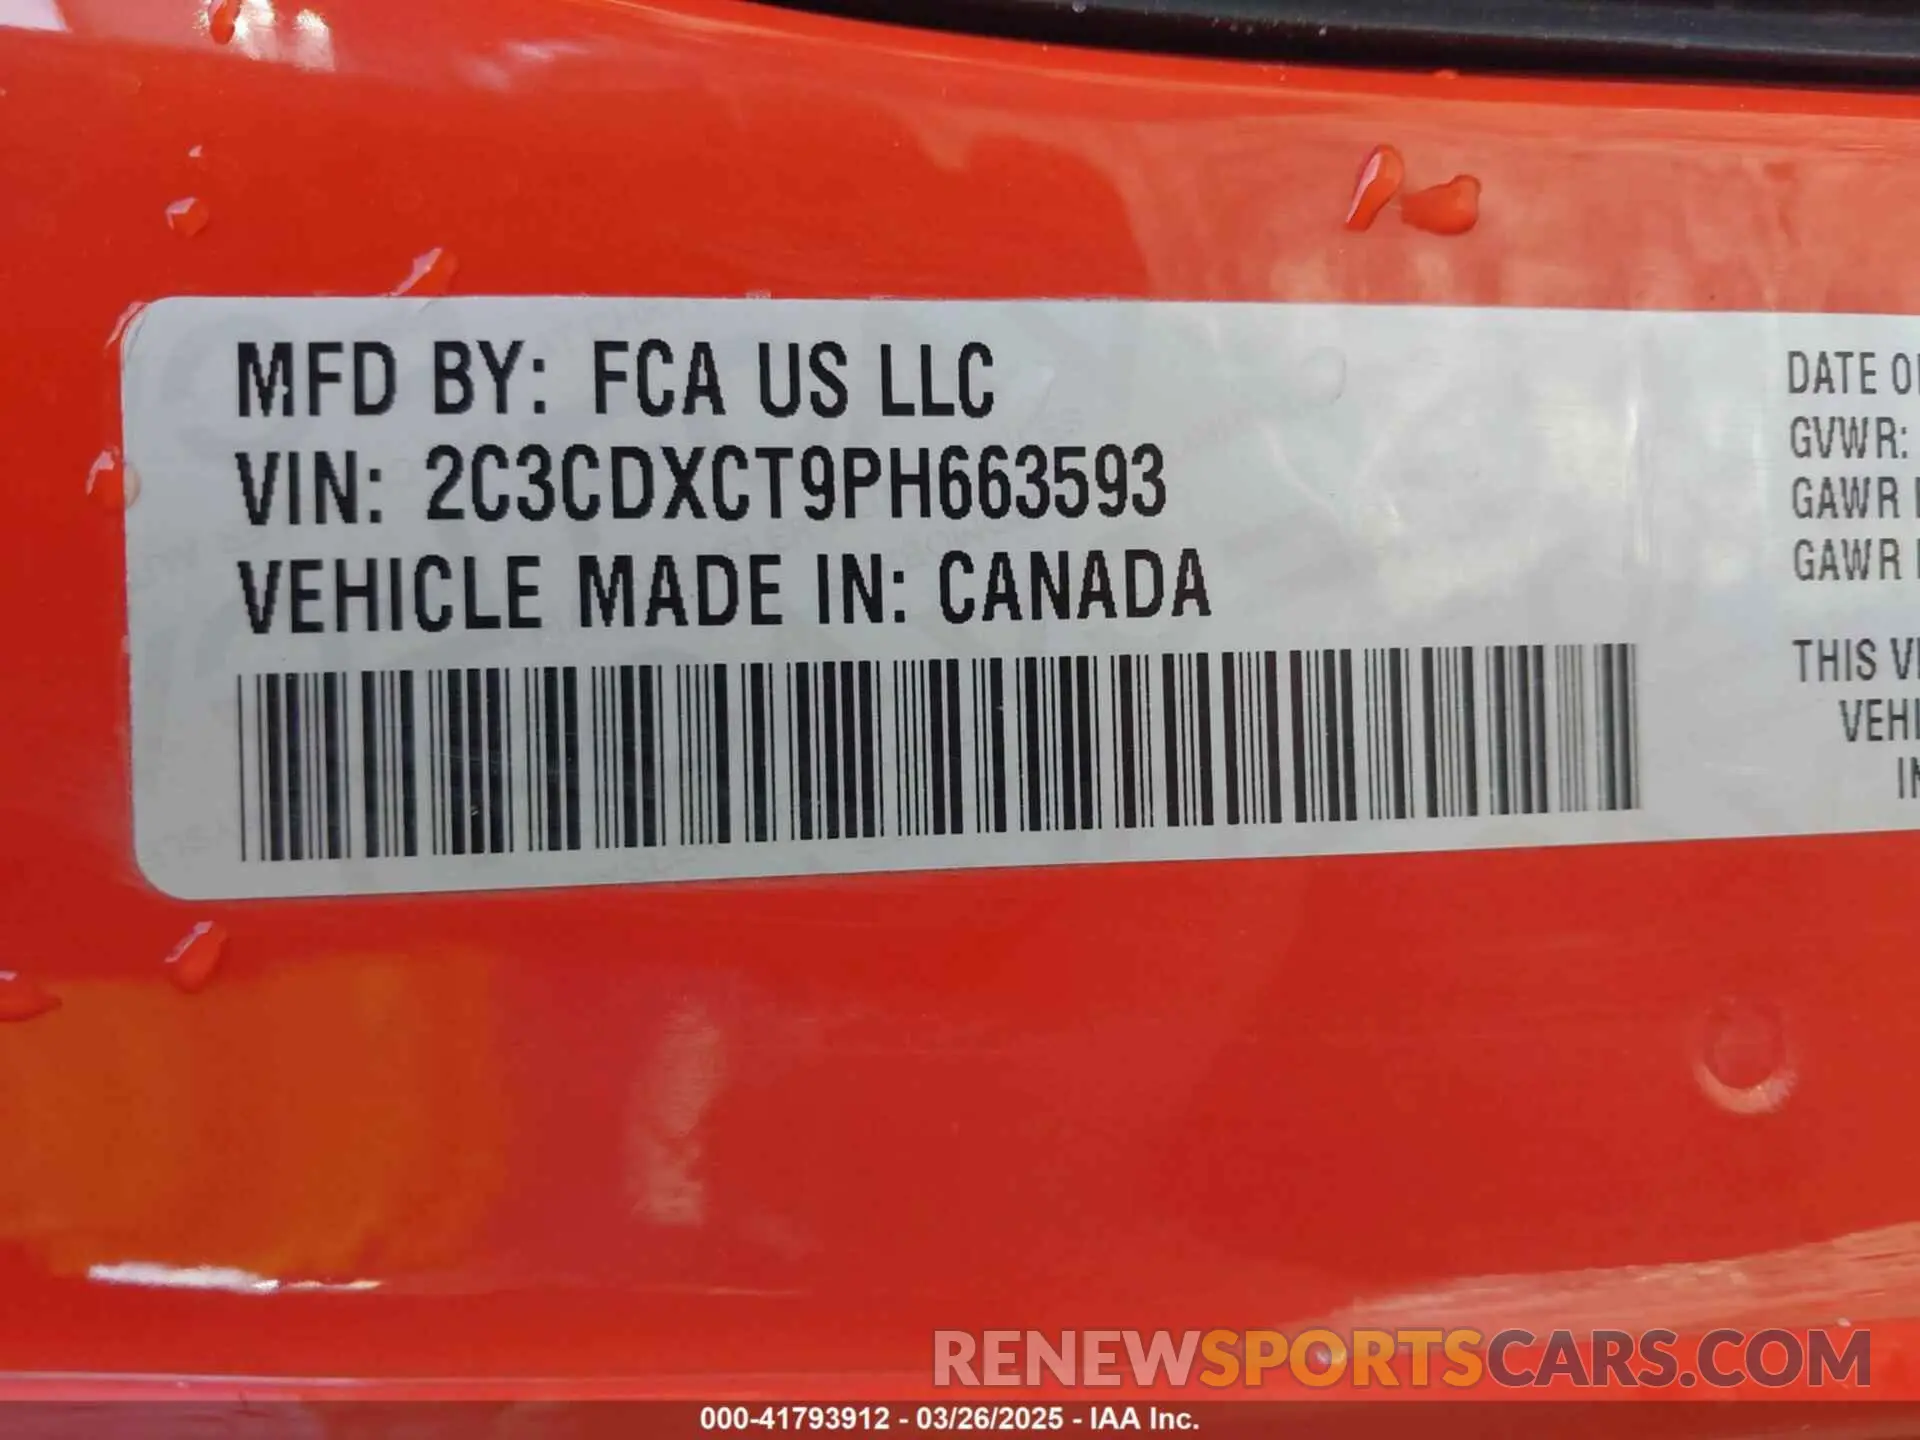 MFD BY: FCA US LLC
VIN: 2C3CDXCT9PH663593
VEHICLE MADE IN: CANADA
DATE O
GVWR:
GAWR
GAWR
THIS
VEHI
IN
RENEWSPORTSCARS.COM
000-41793912 - 03/26/2025 - IAA Inc.